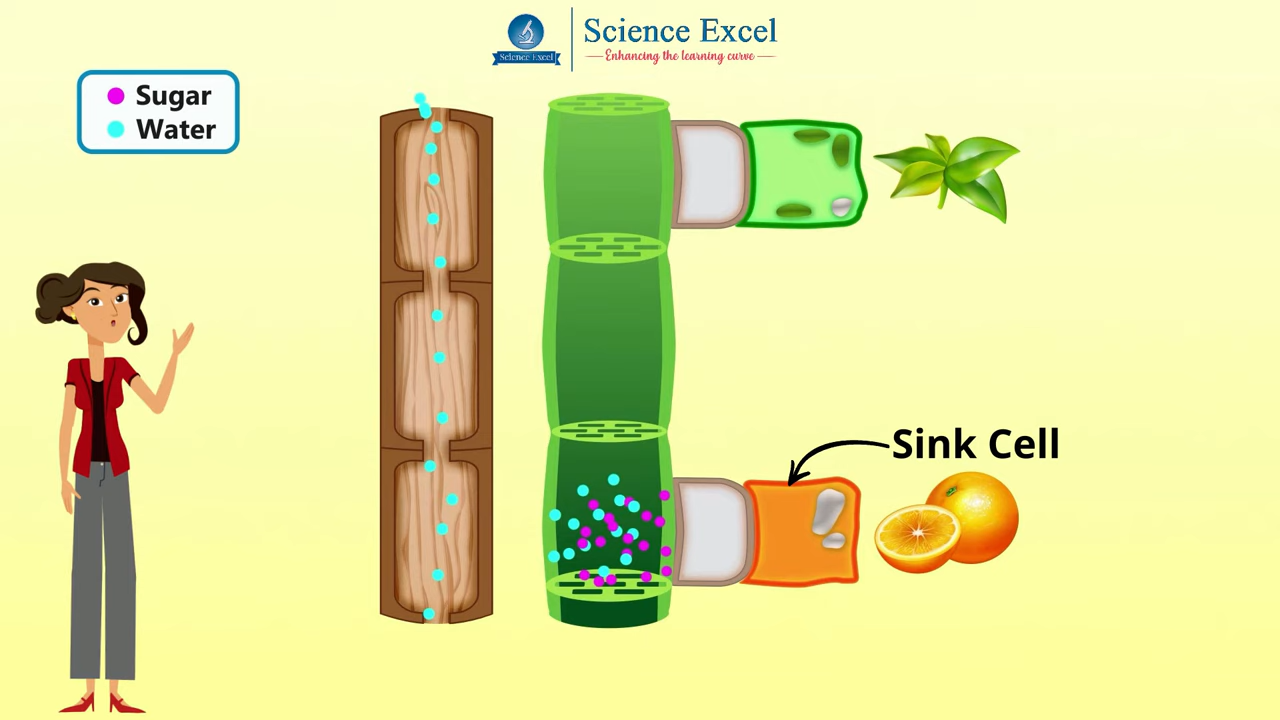 Science Excel
Science Excel
Enhancing the learning curve
Sugar
Water
Sink Cell